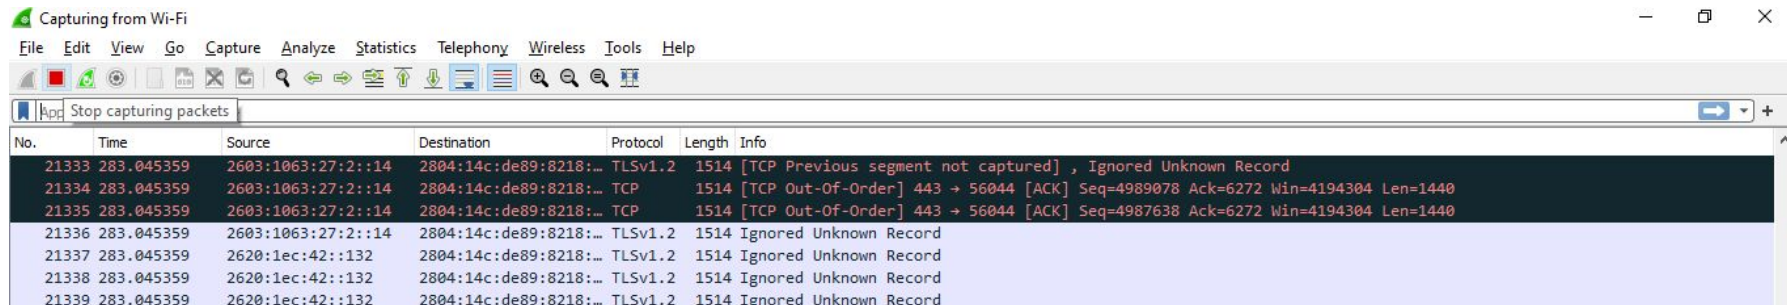 Capturing from Wi-Fi
File Edit View Go Capture Analyze Statistics Telephony Wireless Tools Help
App Stop capturing packets
No. Time Source Destination Protocol Length Info
21333 283.045359 2603:1063:27:2::14 2804:14c:de89:8218:… TLSv1.2 1514 [TCP Previous segment not captured] , Ignored Unknown Record
21334 283.045359 2603:1063:27:2::14 2804:14c:de89:8218:… TCP 1514 [TCP Out-Of-Order] 443 → 56044 [ACK] Seq=4989078 Ack=6272 Win=4194304 Len=1440
21335 283.045359 2603:1063:27:2::14 2804:14c:de89:8218:… TCP 1514 [TCP Out-Of-Order] 443 → 56044 [ACK] Seq=4987638 Ack=6272 Win=4194304 Len=1440
21336 283.045359 2603:1063:27:2::14 2804:14c:de89:8218:… TLSv1.2 1514 Ignored Unknown Record
21337 283.045359 2620:1ec:42::132 2804:14c:de89:8218:… TLSv1.2 1514 Ignored Unknown Record
21338 283.045359 2620:1ec:42::132 2804:14c:de89:8218:… TLSv1.2 1514 Ignored Unknown Record
21339 283.045359 2620:1ec:42::132 2804:14c:de89:8218:… TLSv1.2 1514 Ignored Unknown Record